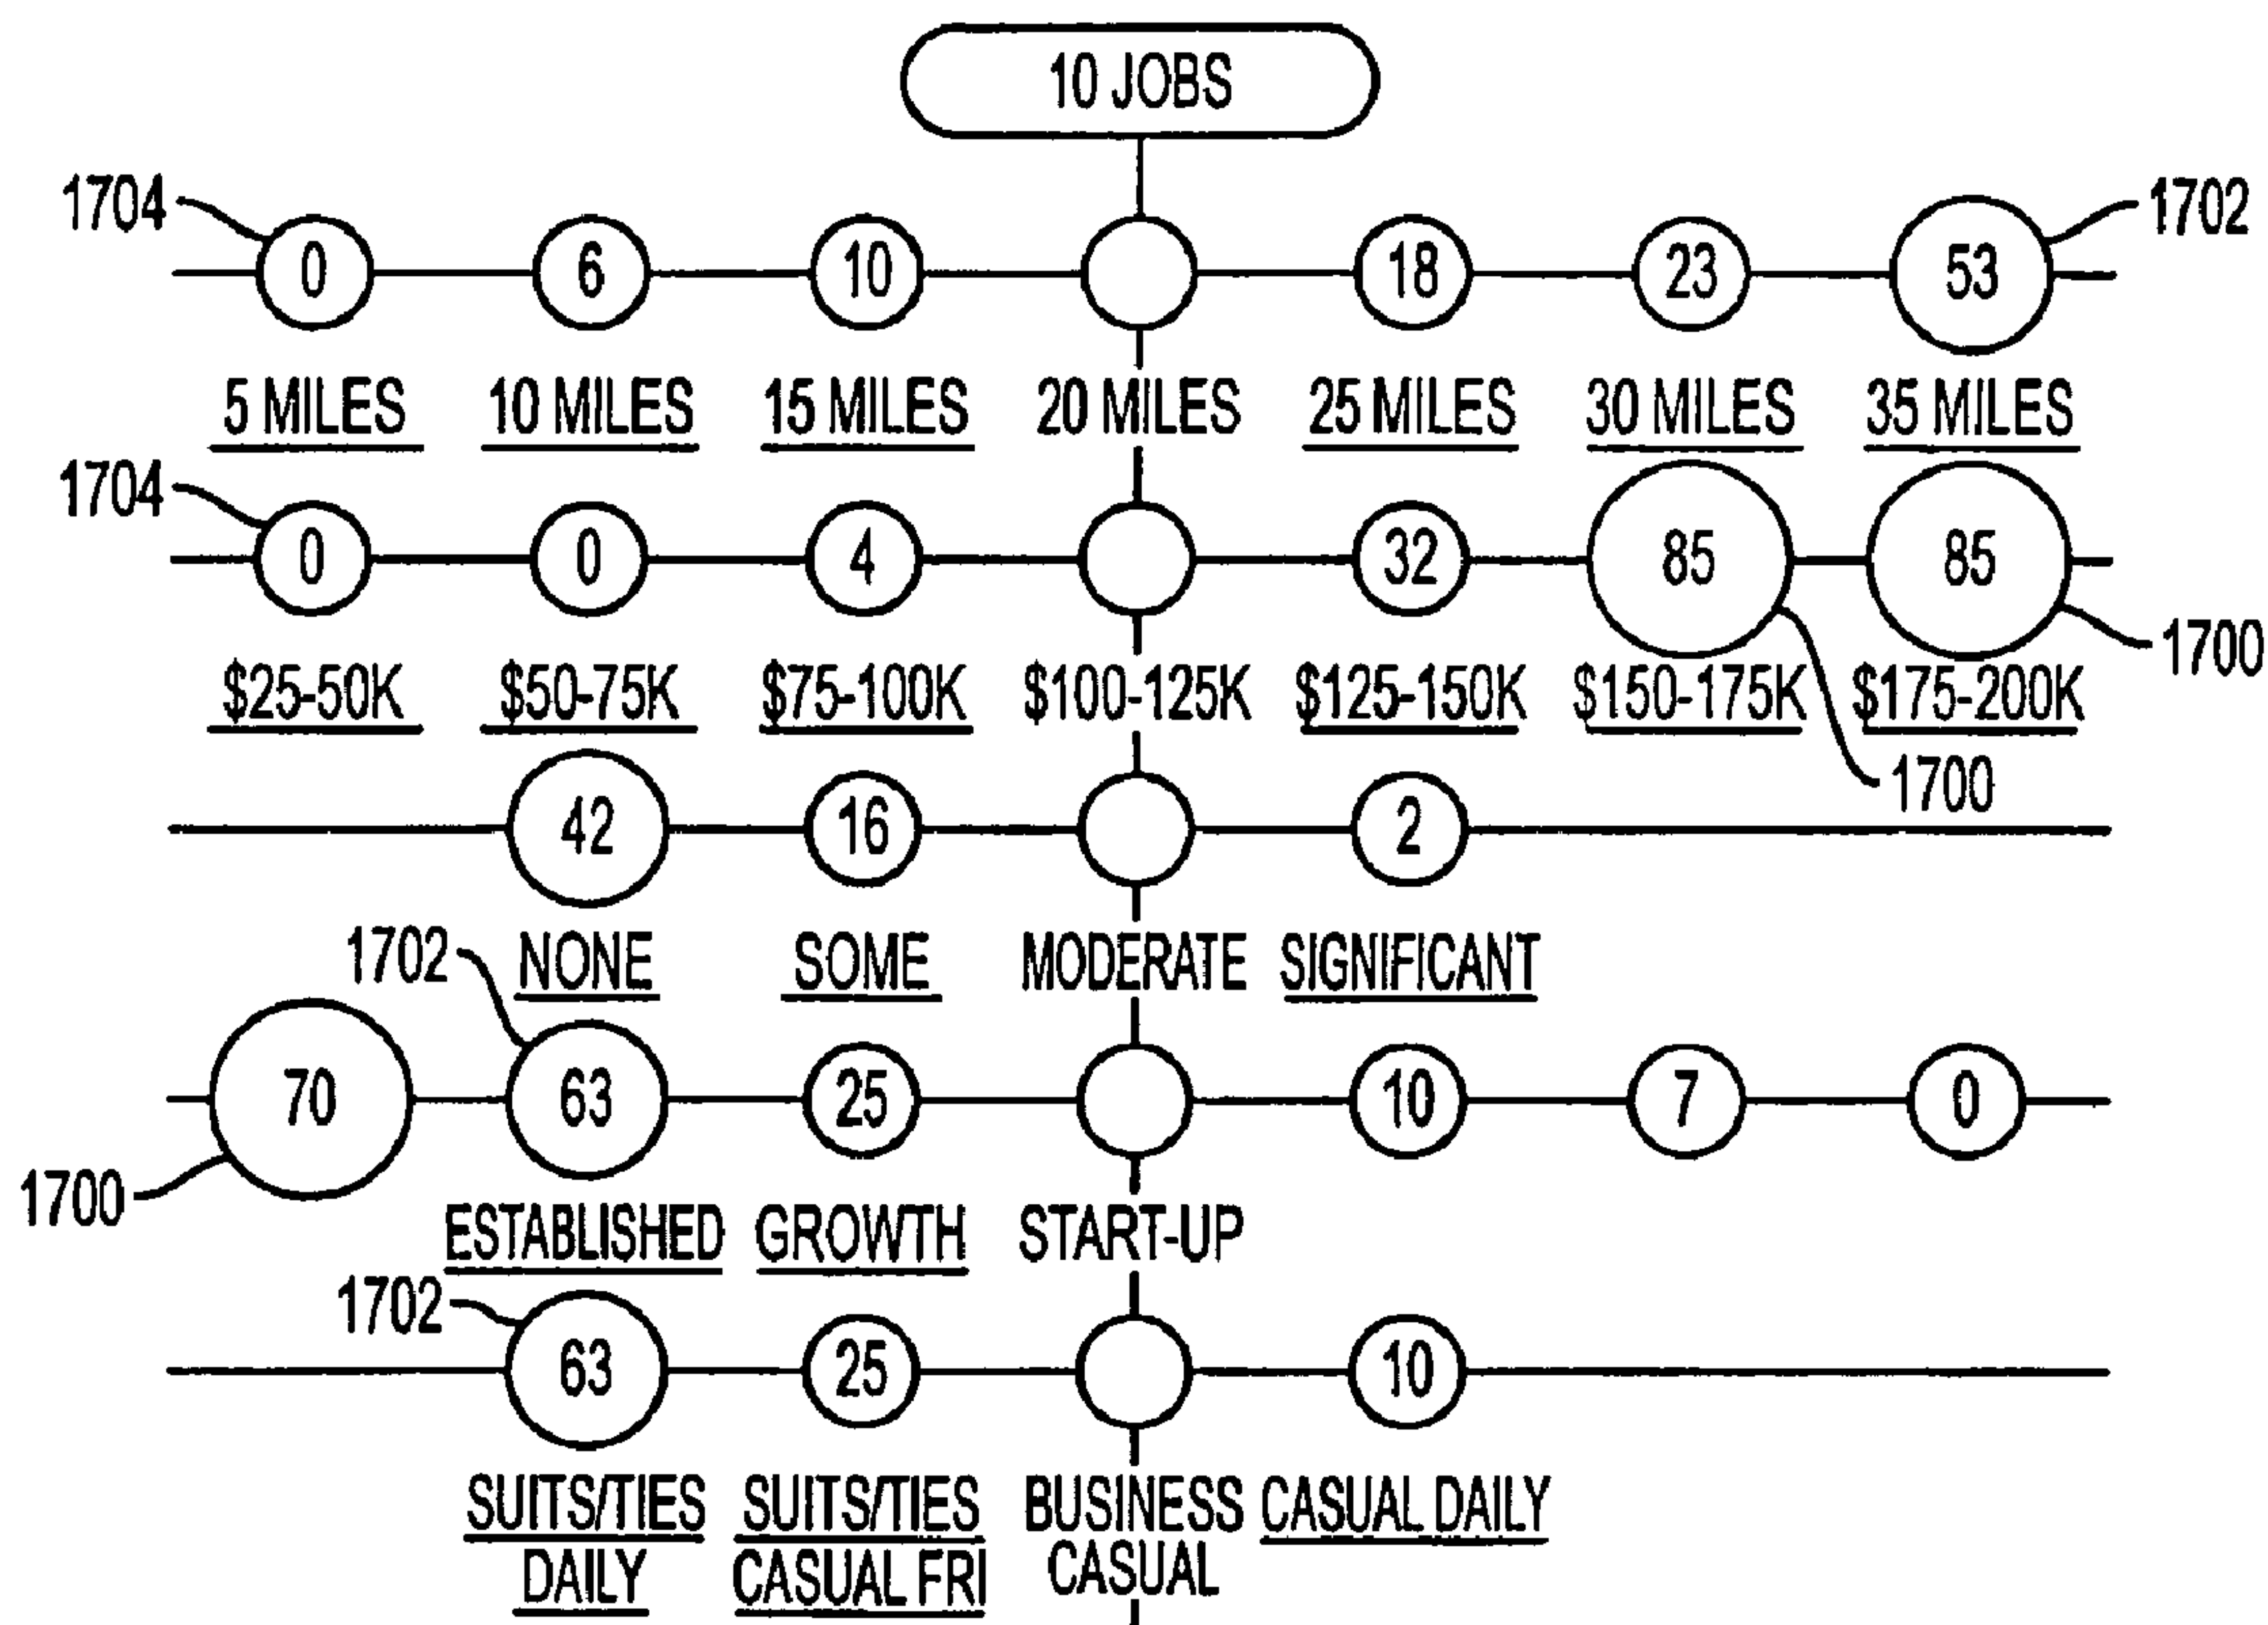 10 JOBS
1704 0 6 10 18 23 53 1702
5 MILES 10 MILES 15 MILES 20 MILES 25 MILES 30 MILES 35 MILES
1704 0 0 4 32 85 85 1700
$25-50K $50-75K $75-100K $100-125K $125-150K $150-175K $175-200K
1700
42 16 2
1702 NONE SOME MODERATE SIGNIFICANT
70 63 25 10 7 0
1700
ESTABLISHED GROWTH START-UP
1702 63 25 10
SUITS/TIES SUITS/TIES BUSINESS CASUAL DAILY
DAILY CASUAL FRI CASUAL